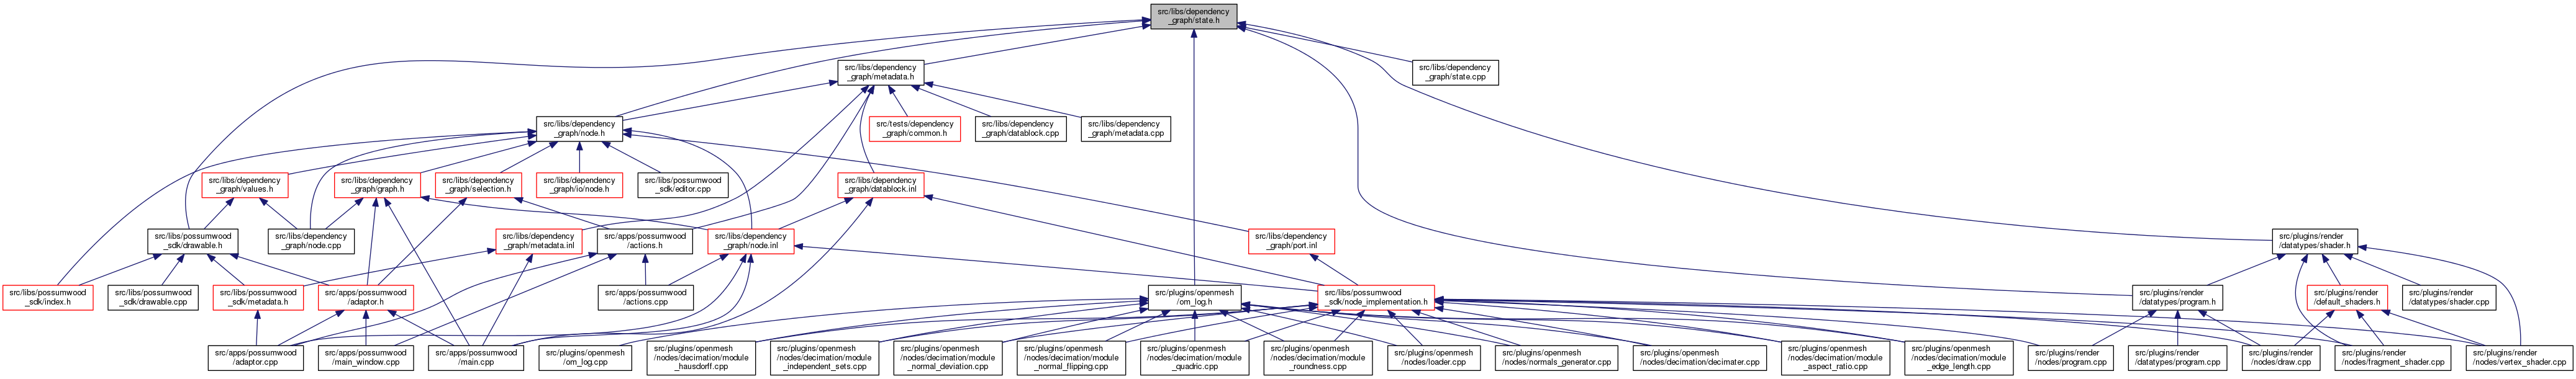 src/libs/dependency
_graph/state.h
src/libs/dependency
_graph/metadata.h
src/libs/dependency
_graph/state.cpp
src/libs/dependency
_graph/node.h
src/tests/dependency
_graph/common.h
src/libs/dependency
_graph/datablock.cpp
src/libs/dependency
_graph/metadata.cpp
src/libs/dependency
_graph/values.h
src/libs/dependency
_graph/graph.h
src/libs/dependency
_graph/selection.h
src/libs/dependency
_graph/io/node.h
src/libs/possumwood
_sdk/editor.cpp
src/libs/dependency
_graph/datablock.inl
src/libs/possumwood
_sdk/drawable.h
src/libs/dependency
_graph/node.cpp
src/libs/dependency
_graph/metadata.inl
src/apps/possumwood
/actions.h
src/libs/dependency
_graph/node.inl
src/libs/dependency
_graph/port.inl
src/plugins/render
/datatypes/shader.h
src/libs/possumwood
_sdk/index.h
src/libs/possumwood
_sdk/drawable.cpp
src/libs/possumwood
_sdk/metadata.h
src/apps/possumwood
/adaptor.h
src/apps/possumwood
/actions.cpp
src/plugins/openmesh
/om_log.h
src/libs/possumwood
_sdk/node_implementation.h
src/plugins/render
/datatypes/program.h
src/plugins/render
/default_shaders.h
src/plugins/render
/datatypes/shader.cpp
src/apps/possumwood
/adaptor.cpp
src/apps/possumwood
/main_window.cpp
src/apps/possumwood
/main.cpp
src/plugins/openmesh
/om_log.cpp
src/plugins/openmesh
/nodes/decimation/module
_hausdorff.cpp
src/plugins/openmesh
/nodes/decimation/module
_independent_sets.cpp
src/plugins/openmesh
/nodes/decimation/module
_normal_deviation.cpp
src/plugins/openmesh
/nodes/decimation/module
_normal_flipping.cpp
src/plugins/openmesh
/nodes/decimation/module
_quadric.cpp
src/plugins/openmesh
/nodes/decimation/module
_roundness.cpp
src/plugins/openmesh
/nodes/loader.cpp
src/plugins/openmesh
/nodes/normals_generator.cpp
src/plugins/openmesh
/nodes/decimation/decimater.cpp
src/plugins/openmesh
/nodes/decimation/module
_aspect_ratio.cpp
src/plugins/openmesh
/nodes/decimation/module
_edge_length.cpp
src/plugins/render
/nodes/program.cpp
src/plugins/render
/datatypes/program.cpp
src/plugins/render
/nodes/draw.cpp
src/plugins/render
/nodes/fragment_shader.cpp
src/plugins/render
/nodes/vertex_shader.cpp